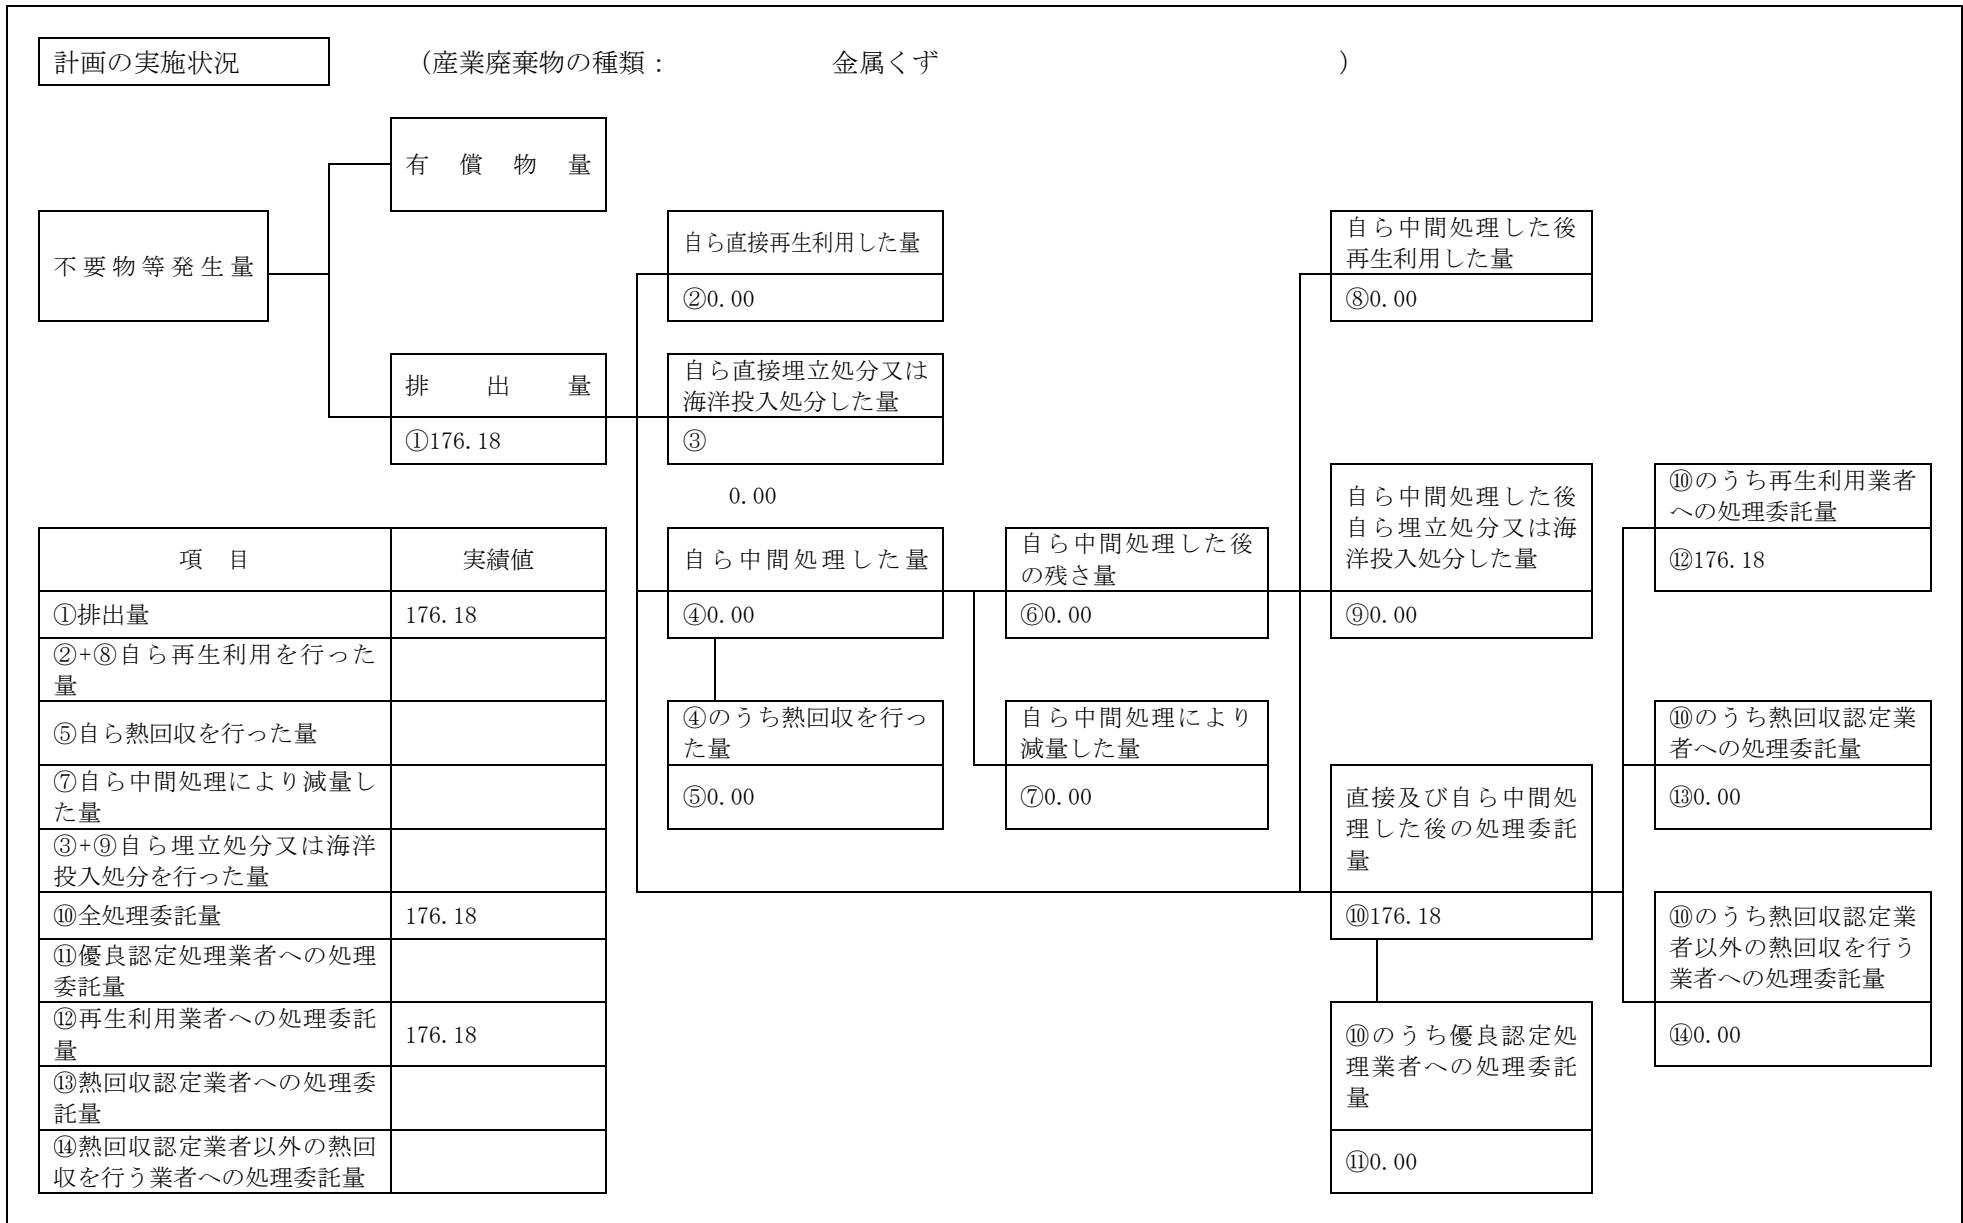 計画の実施状況 （産業廃棄物の種類： 金属くず ）
有償物量
不要物等発生量
排出量
①176.18
自ら直接再生利用した量
②0.00
自ら直接埋立処分又は
海洋投入処分した量
③
0.00
自ら中間処理した量
④0.00
④のうち熱回収を行っ
た量
⑤0.00
自ら中間処理した後
の残さ量
⑥0.00
自ら中間処理により
減量した量
⑦0.00
自ら中間処理した後
再生利用した量
⑧0.00
自ら中間処理した後
自ら埋立処分又は海
洋投入処分した量
⑨0.00
直接及び自ら中間処
理した後の処理委託
量
⑩176.18
⑩のうち優良認定処
理業者への処理委託
量
⑪0.00
⑩のうち再生利用業者
への処理委託量
⑫176.18
⑩のうち熱回収認定業
者への処理委託量
⑬0.00
⑩のうち熱回収認定業
者以外の熱回収を行う
業者への処理委託量
⑭0.00
項 目 実績値
①排出量 176.18
②+⑧自ら再生利用を行った
量
⑤自ら熱回収を行った量
⑦自ら中間処理により減量し
た量
③+⑨自ら埋立処分又は海洋
投入処分を行った量
⑩全処理委託量 176.18
⑪優良認定処理業者への処理
委託量
⑫再生利用業者への処理委託
量 176.18
⑬熱回収認定業者への処理委
託量
⑭熱回収認定業者以外の熱回
収を行う業者への処理委託量